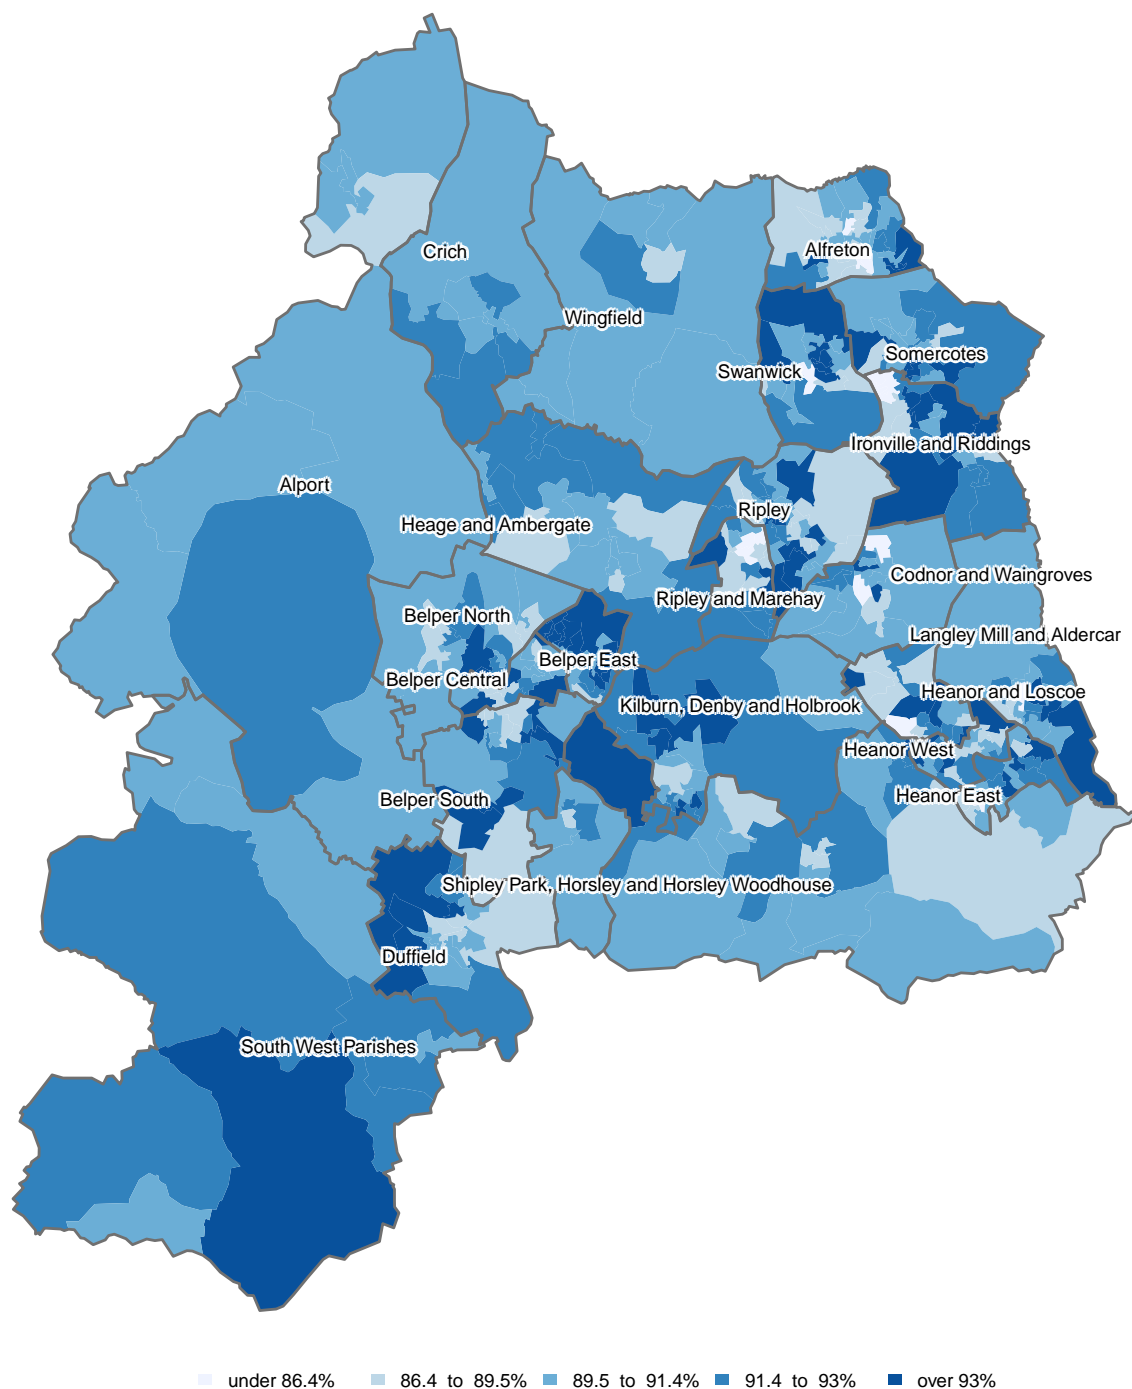 Crich
Alfreton
Wingfield
Somercotes
Swanwick
Ironville and Riddings
Alport
Ripley
Heage and Ambergate
Codnor and Waingroves
Ripley and Marehay
Belper North
Langley Mill and Aldercar
Belper East
Belper Central
Heanor and Loscoe
Kilburn, Denby and Holbrook
Heanor West
Heanor East
Belper South
Shipley Park, Horsley and Horsley Woodhouse
Duffield
South West Parishes
under 86.4% 86.4 to 89.5% 89.5 to 91.4% 91.4 to 93% over 93%